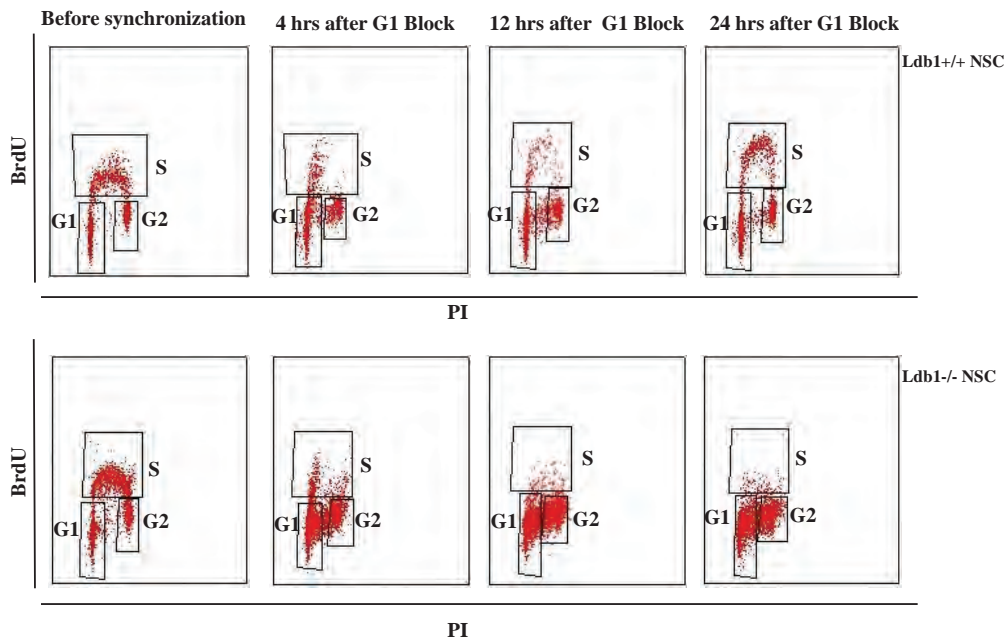 Before synchronization
4 hrs after G1 Block
12 hrs after G1 Block
24 hrs after G1 Block
Ldb1+/+ NSC
BrdU
S
G1
G2
S
G1
G2
S
G1
G2
S
G1
G2
PI
Ldb1-/- NSC
BrdU
S
G1
G2
S
G1
G2
S
G1
G2
S
G1
G2
PI